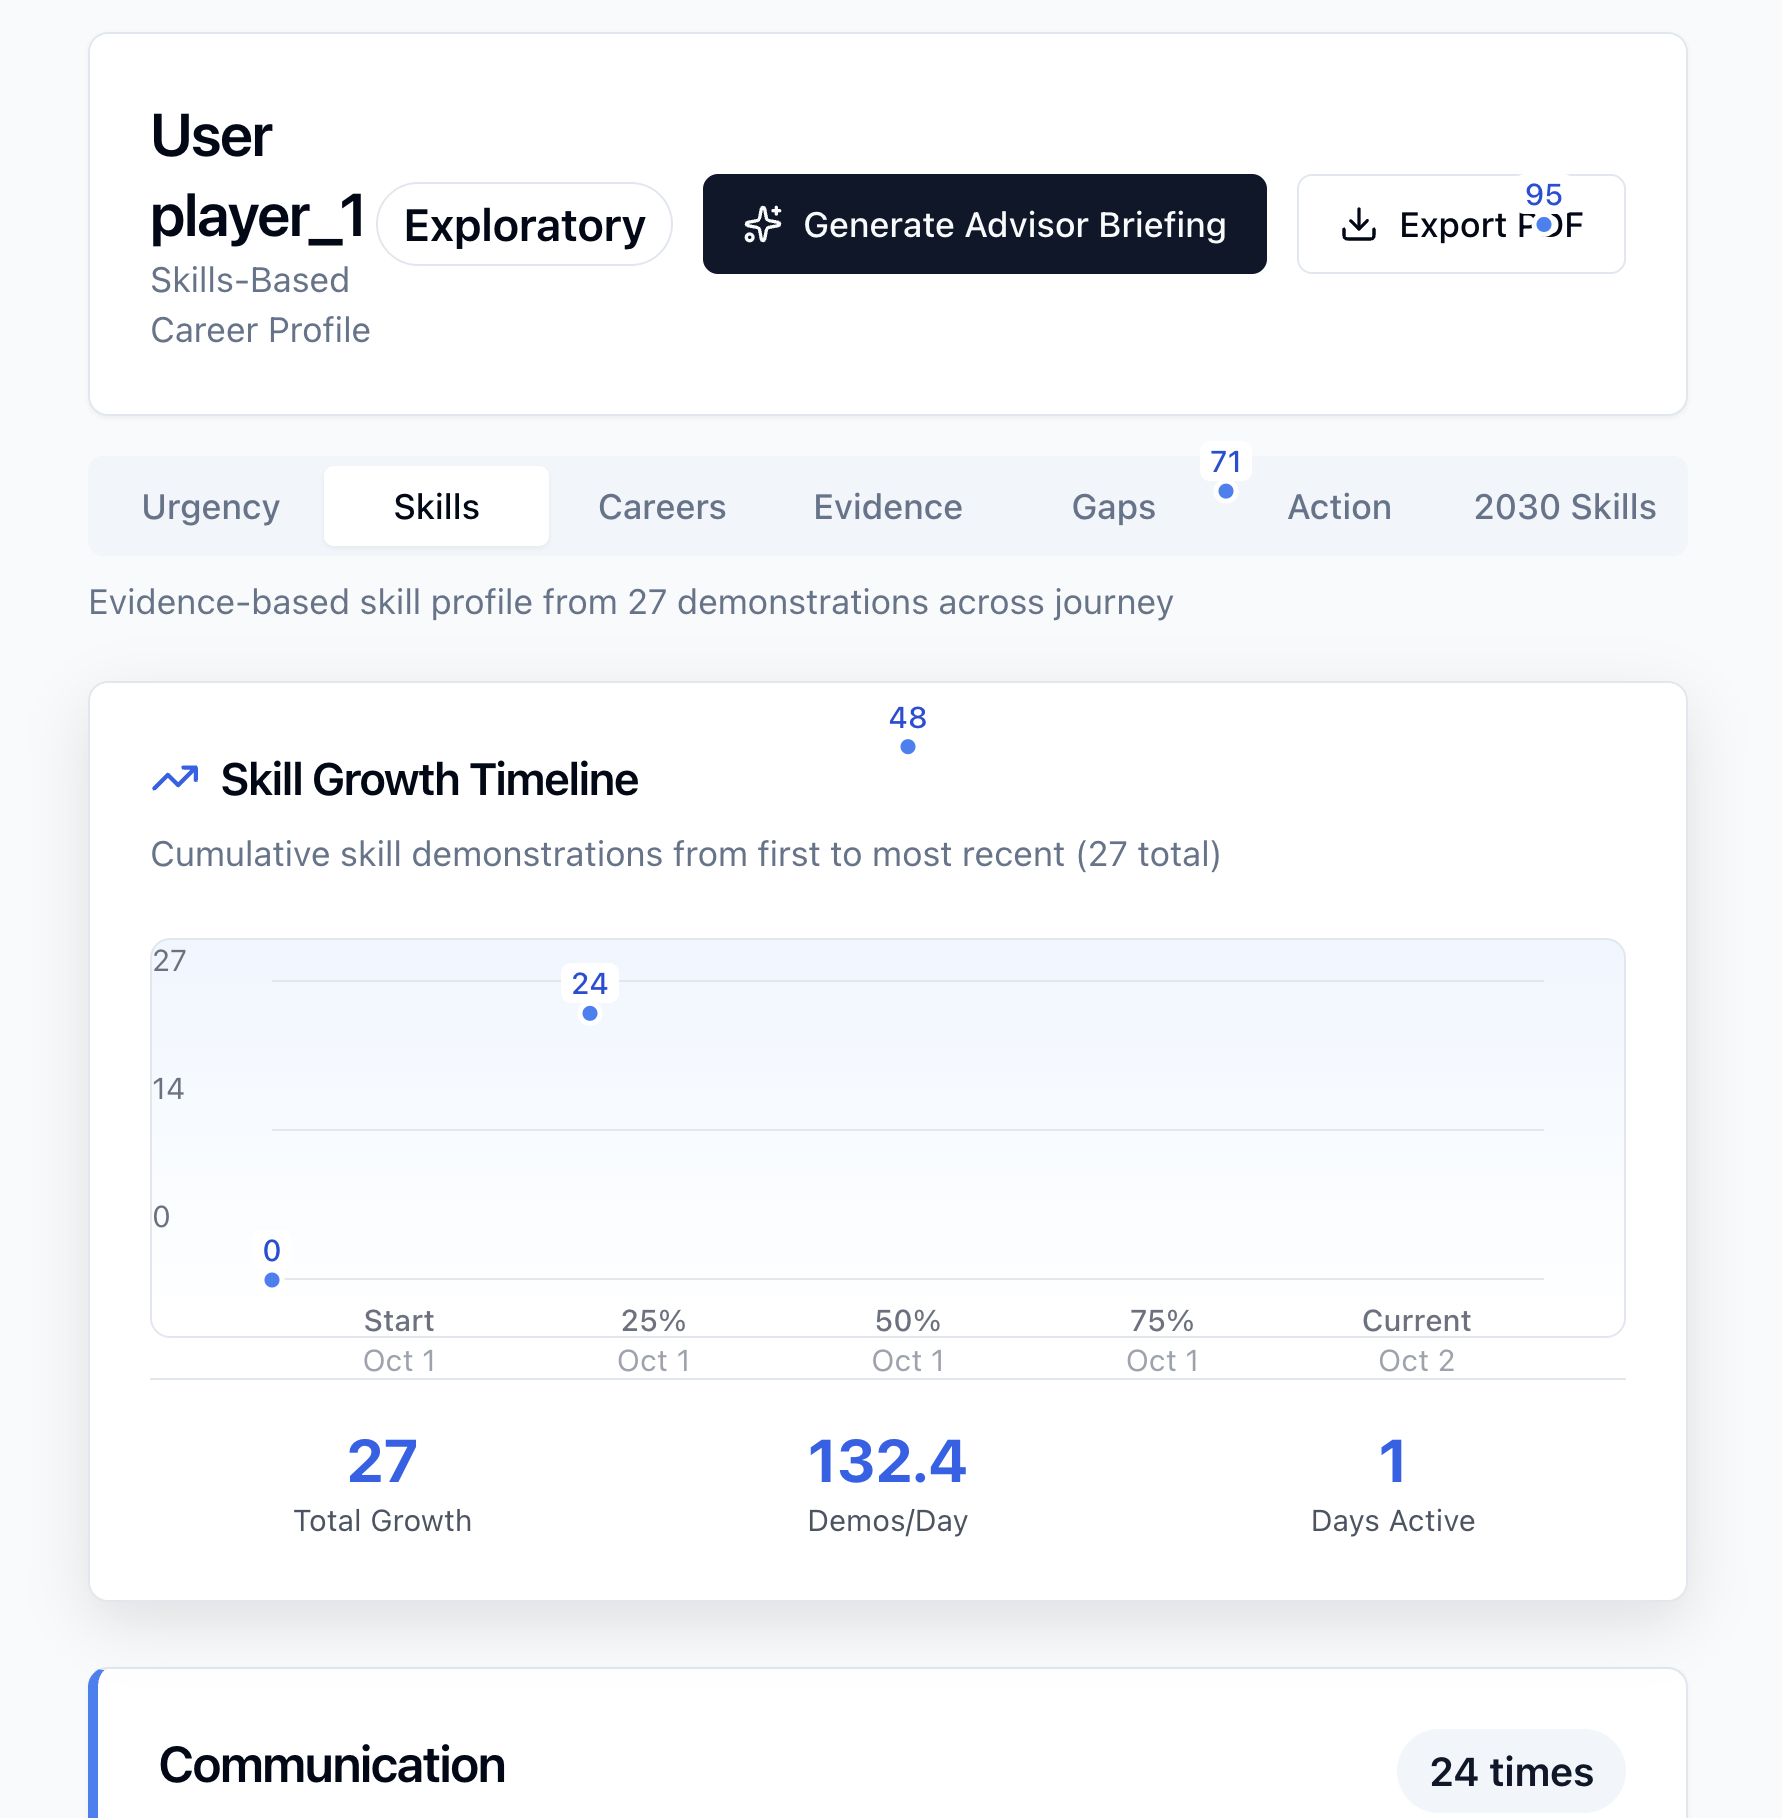 User
player_1
Exploratory
Generate Advisor Briefing
Export PDF
95
Skills-Based
Career Profile
71
Urgency
Skills
Careers
Evidence
Gaps
Action
2030 Skills
Evidence-based skill profile from 27 demonstrations across journey
48
Skill Growth Timeline
Cumulative skill demonstrations from first to most recent (27 total)
27
24
14
0
0
Start
25%
50%
75%
Current
Oct 1
Oct 1
Oct 1
Oct 1
Oct 2
27
132.4
1
Total Growth
Demos/Day
Days Active
Communication
24 times